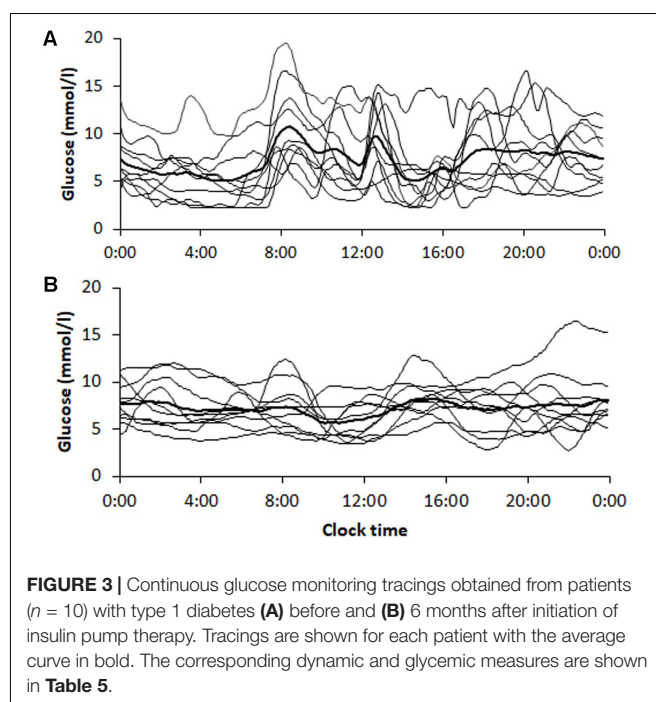 A
20
15
10
5
0
Glucose (mmol/l)
0:00 4:00 8:00 12:00 16:00 20:00 0:00
B
20
15
10
5
0
Glucose (mmol/l)
0:00 4:00 8:00 12:00 16:00 20:00 0:00
Clock time
FIGURE 3 | Continuous glucose monitoring tracings obtained from patients
(n = 10) with type 1 diabetes (A) before and (B) 6 months after initiation of
insulin pump therapy. Tracings are shown for each patient with the average
curve in bold. The corresponding dynamic and glycemic measures are shown
in Table 5.